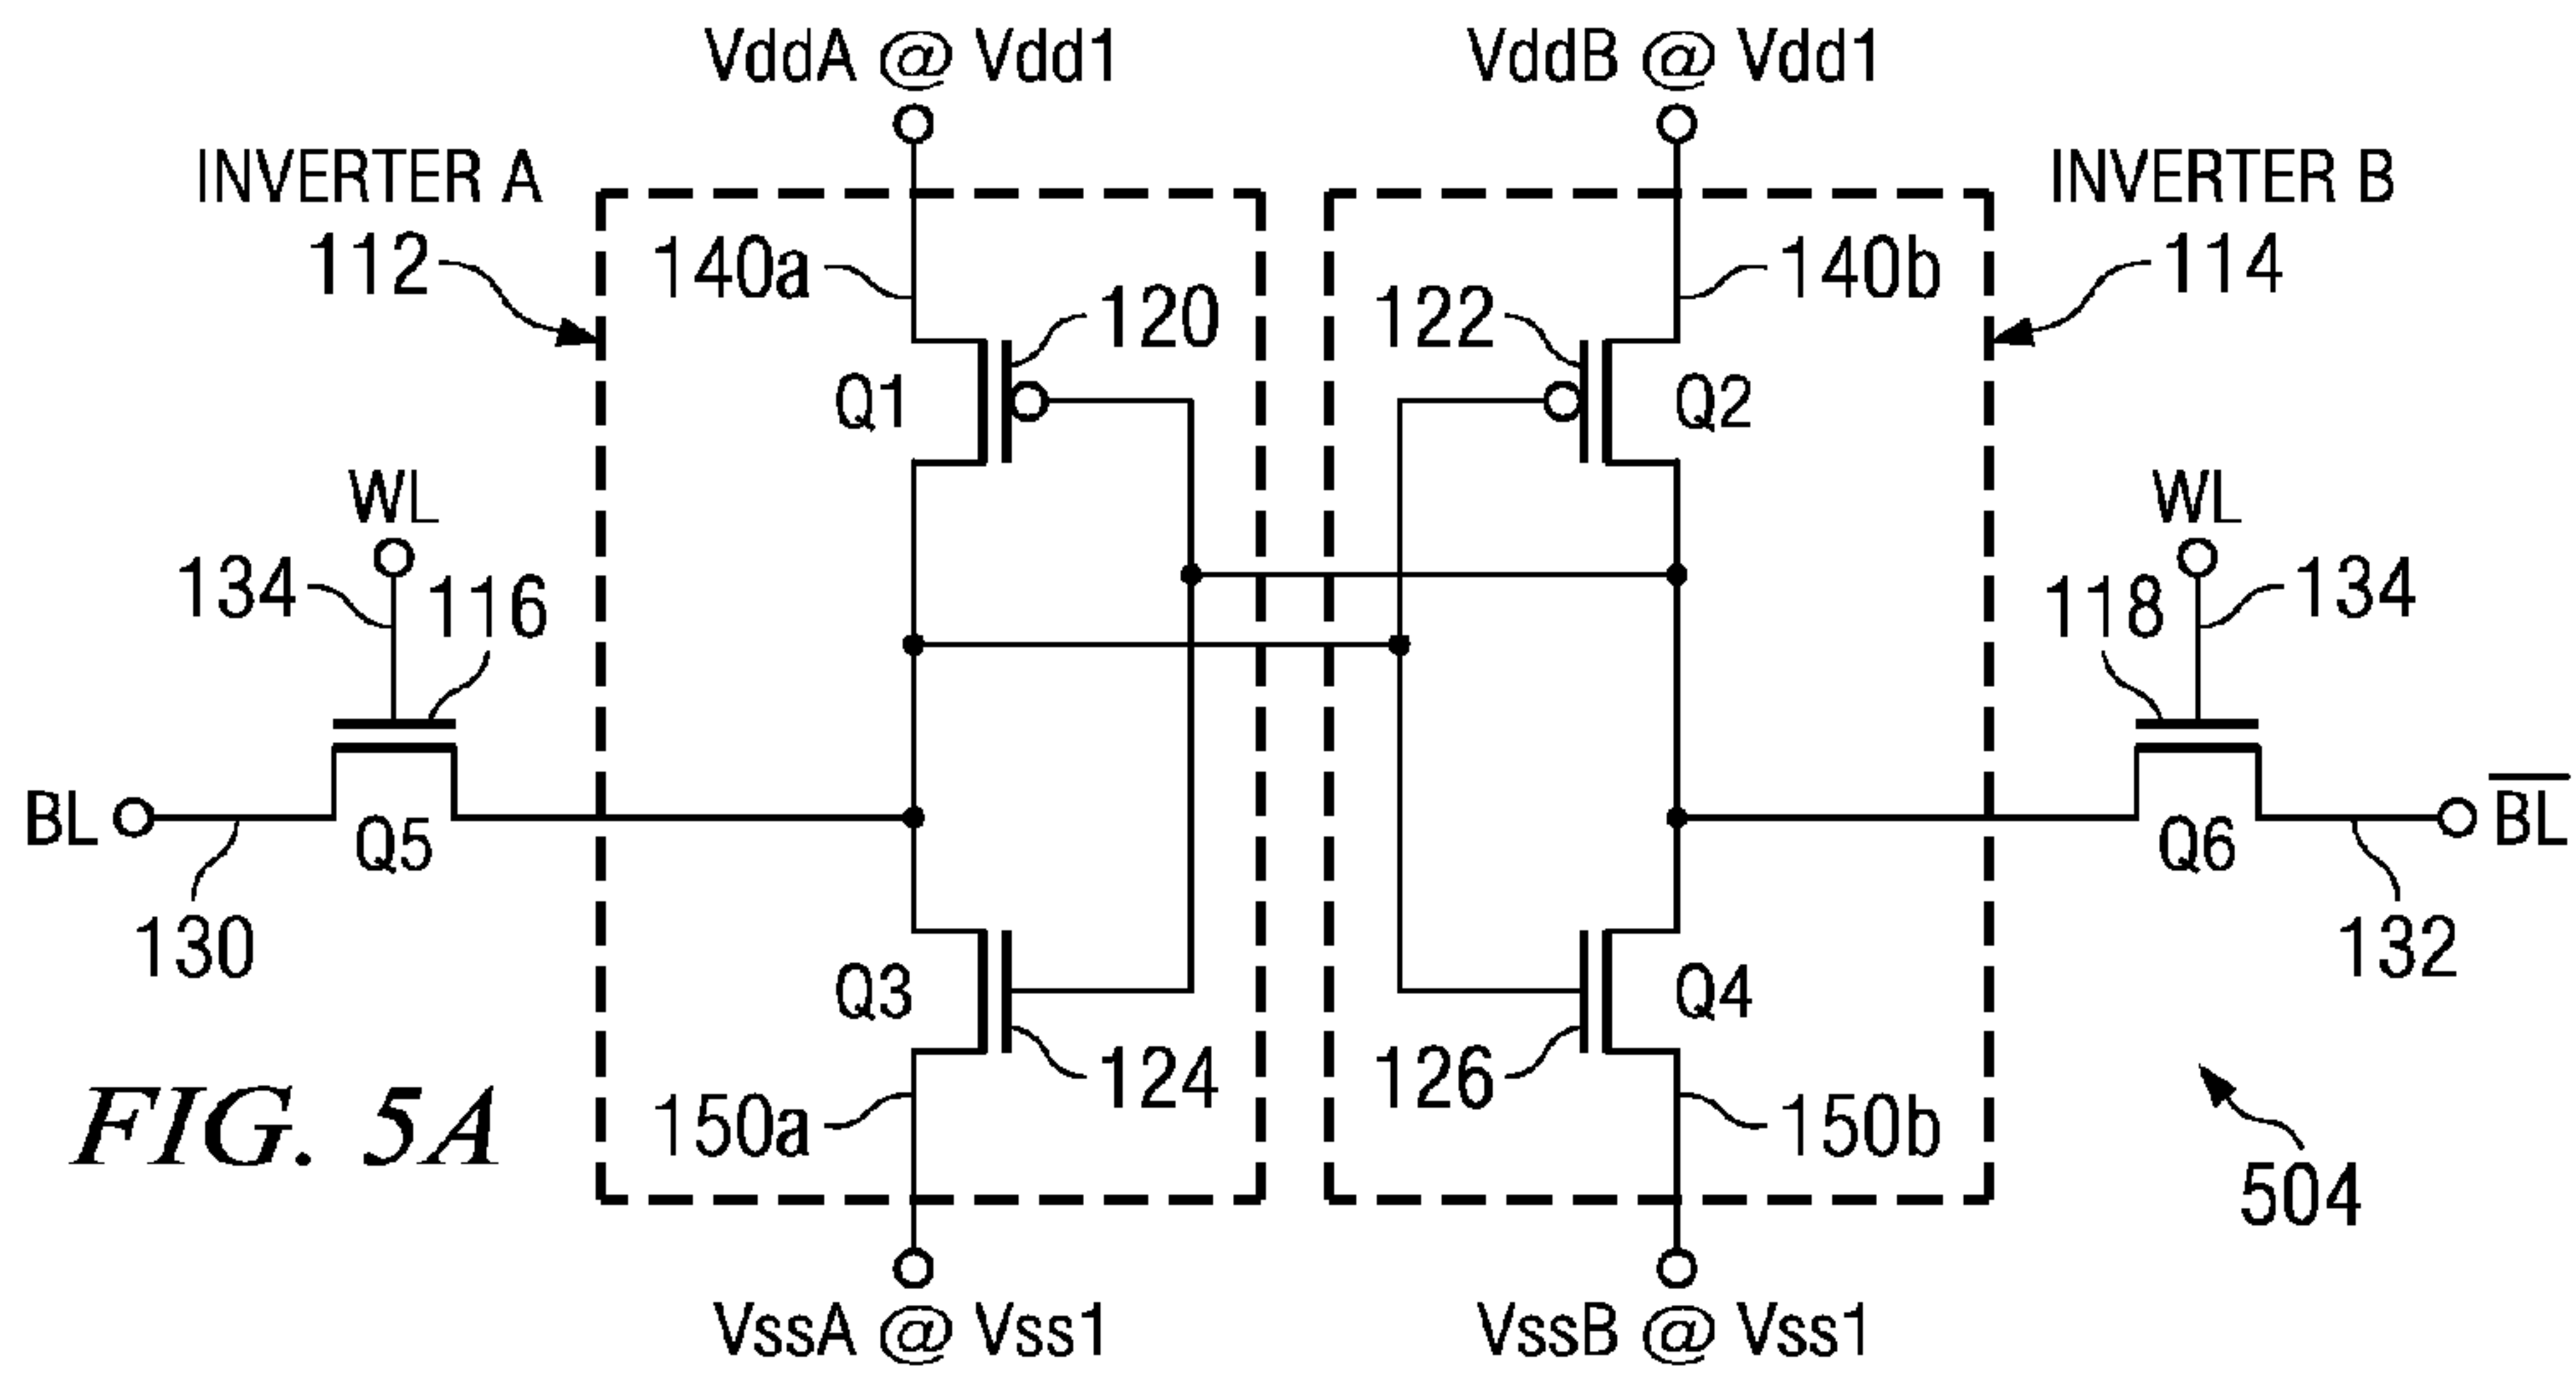 VddA @ Vdd1
VddB @ Vdd1
INVERTER A
112
INVERTER B
114
140a
140b
120
122
Q1
Q2
WL
134
116
WL
118
134
BL
Q5
130
Q6
B̅L̅
132
Q3
Q4
124
126
150a
150b
FIG. 5A
504
VssA @ Vss1
VssB @ Vss1